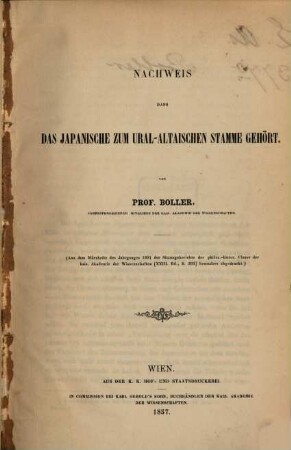 NACHWEIS
DASS
DAS JAPANISCHE ZUM URAL-ALTAISCHEN STAMME GEHÖRT.
VON
PROF. BOLLER,
CORRESPONDIRENDEM MITGLIEDE DER KAIS. AKADEMIE DER WISSENSCHAFTEN.
(Aus dem Märzhefte des Jahrganges 1857 der Sitzungsberichte der philos.-histor. Classe der
kais. Akademie der Wissenschaften [XXIII. Bd., S. 393] besonders abgedruckt.)
WIEN.
AUS DER K. K. HOF- UND STAATSDRUCKEREI.
IN COMMISSION BEI KARL GEROLD'S SOHN, BUCHHÄNDLER DER KAIS. AKADEMIE
DER WISSENSCHAFTEN.
1857.